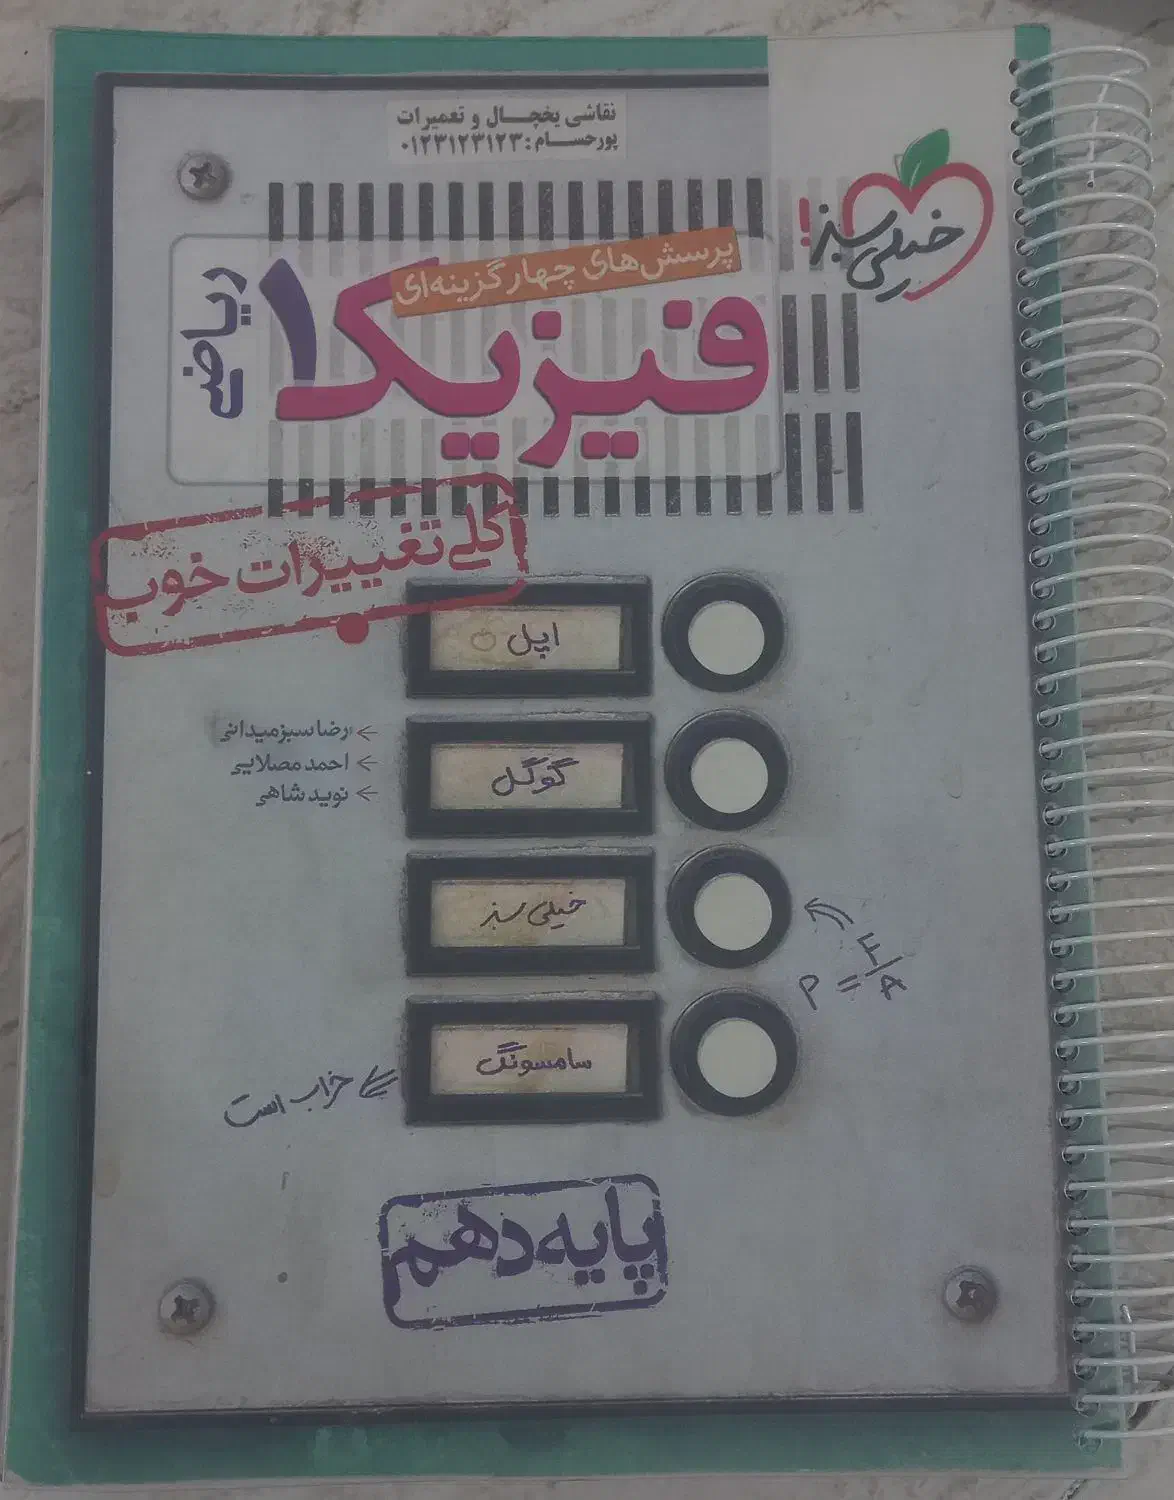 نقاشی یخچال و تعمیرات
پورحسام: ۰۱۲۳۱۲۳۱۲۳
خیلی سبز!
پرسش‌های چهارگزینه‌ای
فیزیک ۱
ریاضی
کلی تغییرات خوب
اپل
رضا سبزمیدانی
احمد مصلایی
نوید شاهی
گوگل
خیلی سبز
P = F/A
سامسونگ
خراب است
پایه دهم